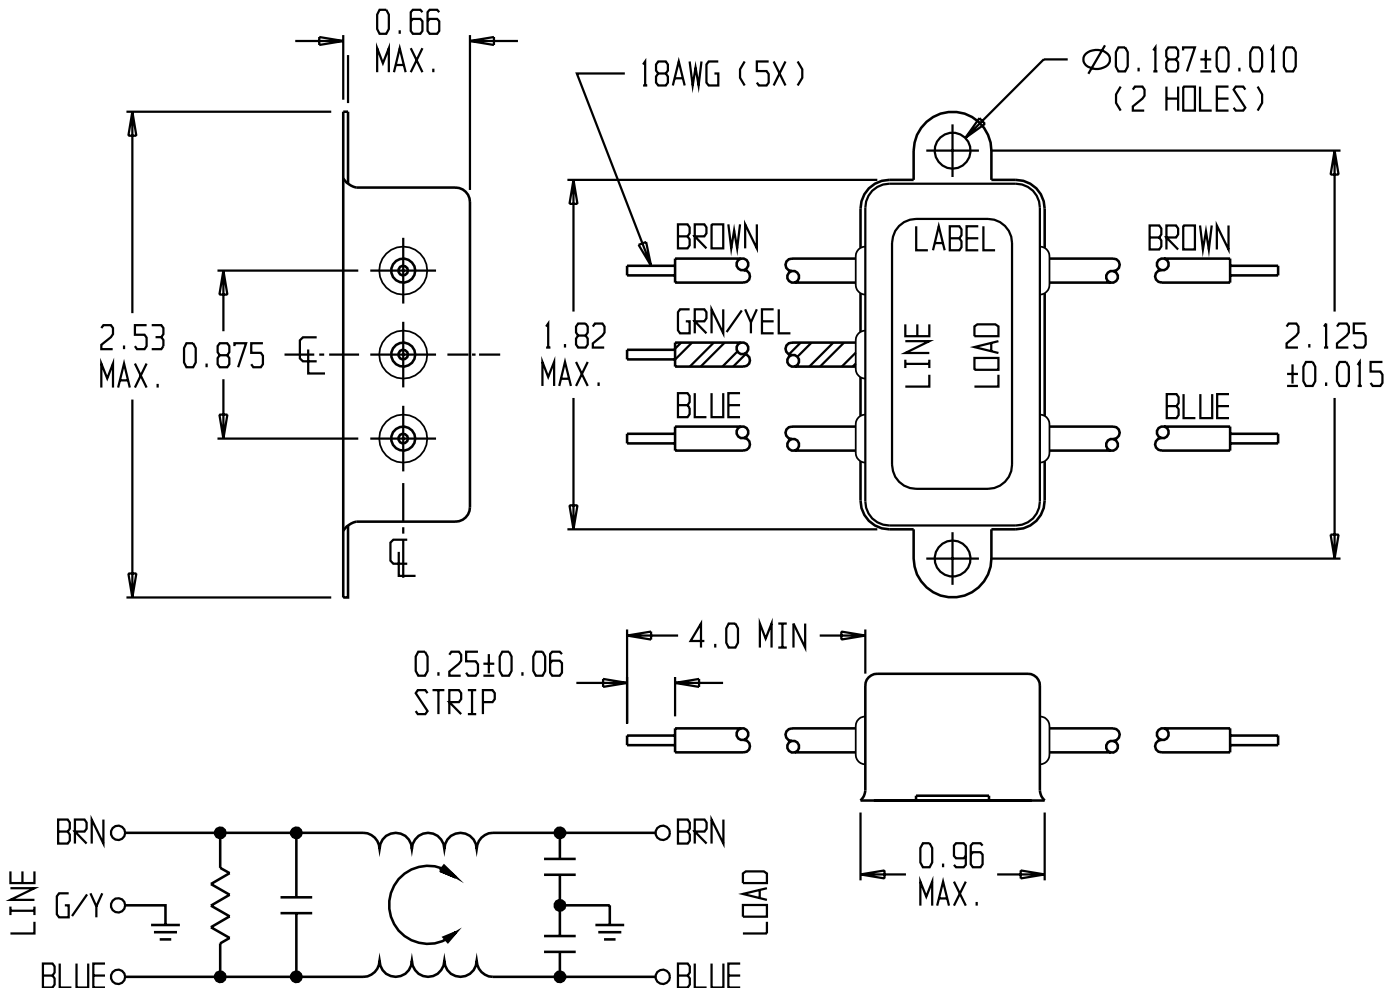 0.66
MAX.
18AWG (5X)
Ø0.187±0.010
(2 HOLES)
BROWN
LABEL
BROWN
GRN/YEL
2.53
MAX.
0.875
℄
1.82
MAX.
LINE
LOAD
2.125
±0.015
BLUE
BLUE
℄
4.0 MIN
0.25±0.06
STRIP
BRN
BRN
0.96
MAX.
LINE
G/Y
LOAD
BLUE
BLUE